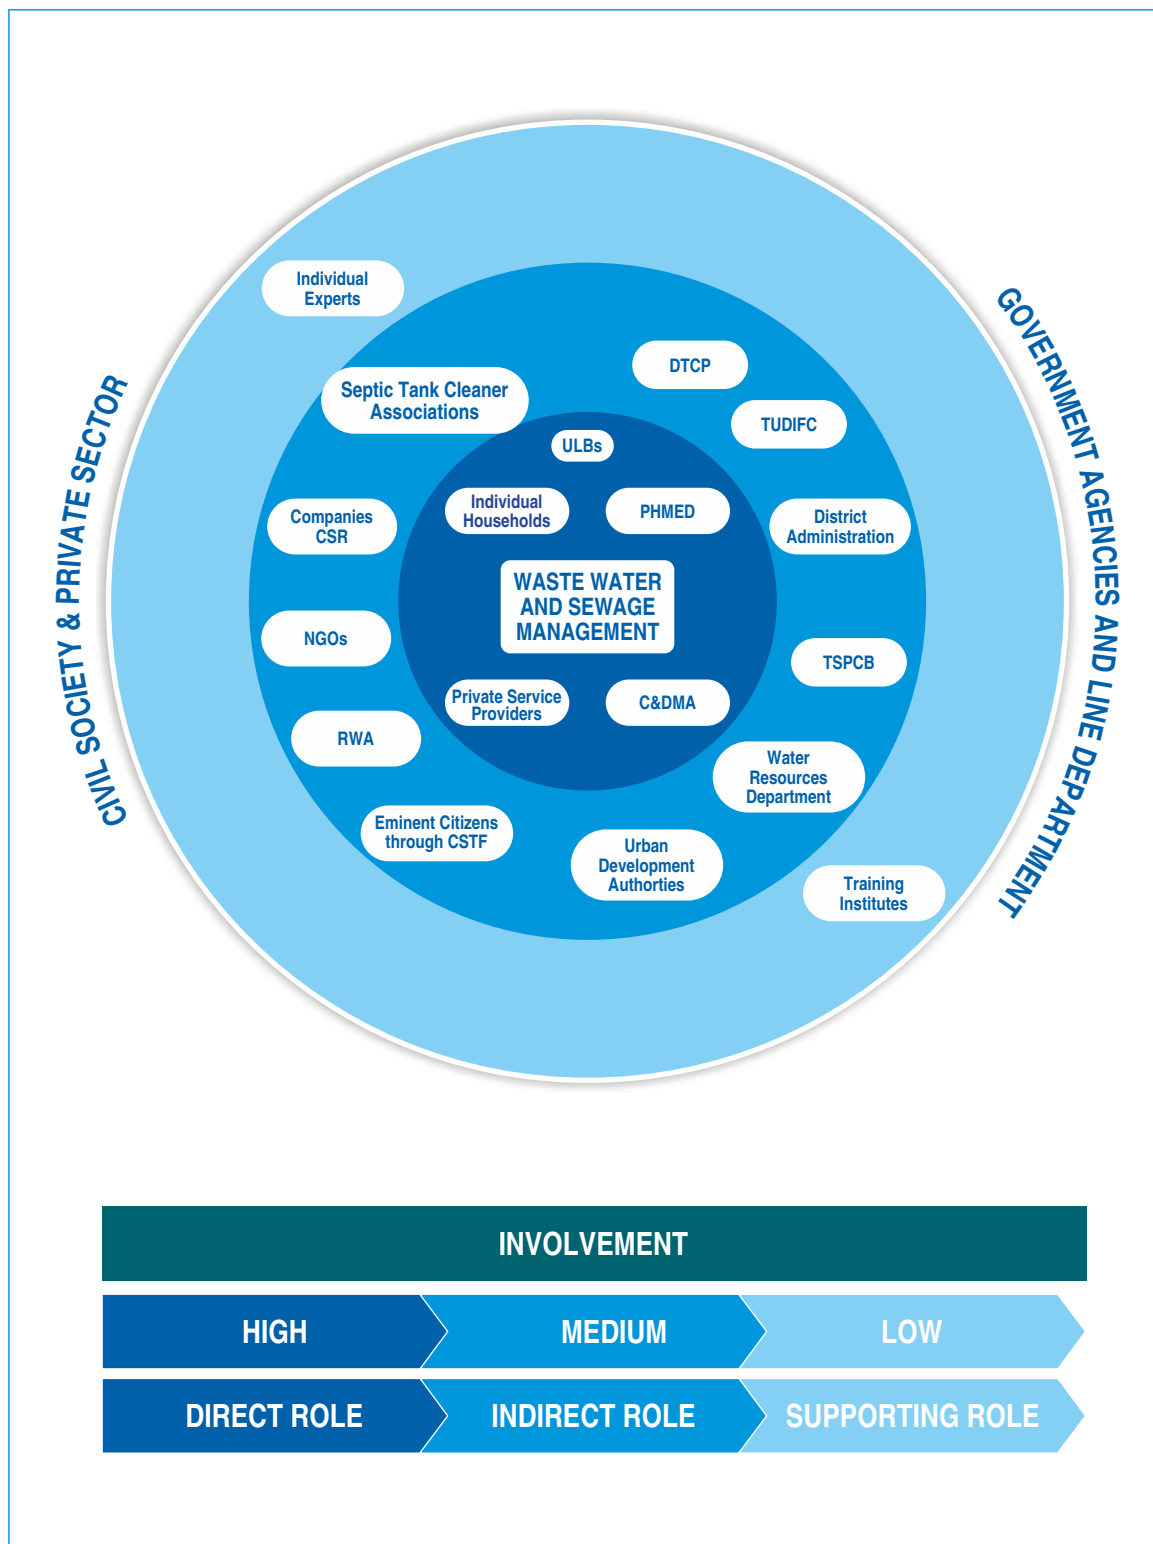 CIVIL SOCIETY & PRIVATE SECTOR
GOVERNMENT AGENCIES AND LINE DEPARTMENT
Individual
Experts
Septic Tank Cleaner
Associations
DTCP
TUDIFC
ULBs
Individual
Households
PHMED
Companies
CSR
District
Administration
WASTE WATER
AND SEWAGE
MANAGEMENT
NGOs
TSPCB
Private Service
Providers
C&DMA
RWA
Water
Resources
Department
Eminent Citizens
through CSTF
Urban
Development
Authorties
Training
Institutes
INVOLVEMENT
HIGH
MEDIUM
LOW
DIRECT ROLE
INDIRECT ROLE
SUPPORTING ROLE